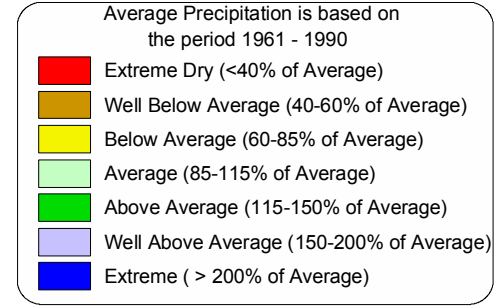 Average Precipitation is based on
the period 1961 - 1990
Extreme Dry (<40% of Average)
Well Below Average (40-60% of Average)
Below Average (60-85% of Average)
Average (85-115% of Average)
Above Average (115-150% of Average)
Well Above Average (150-200% of Average)
Extreme ( > 200% of Average)